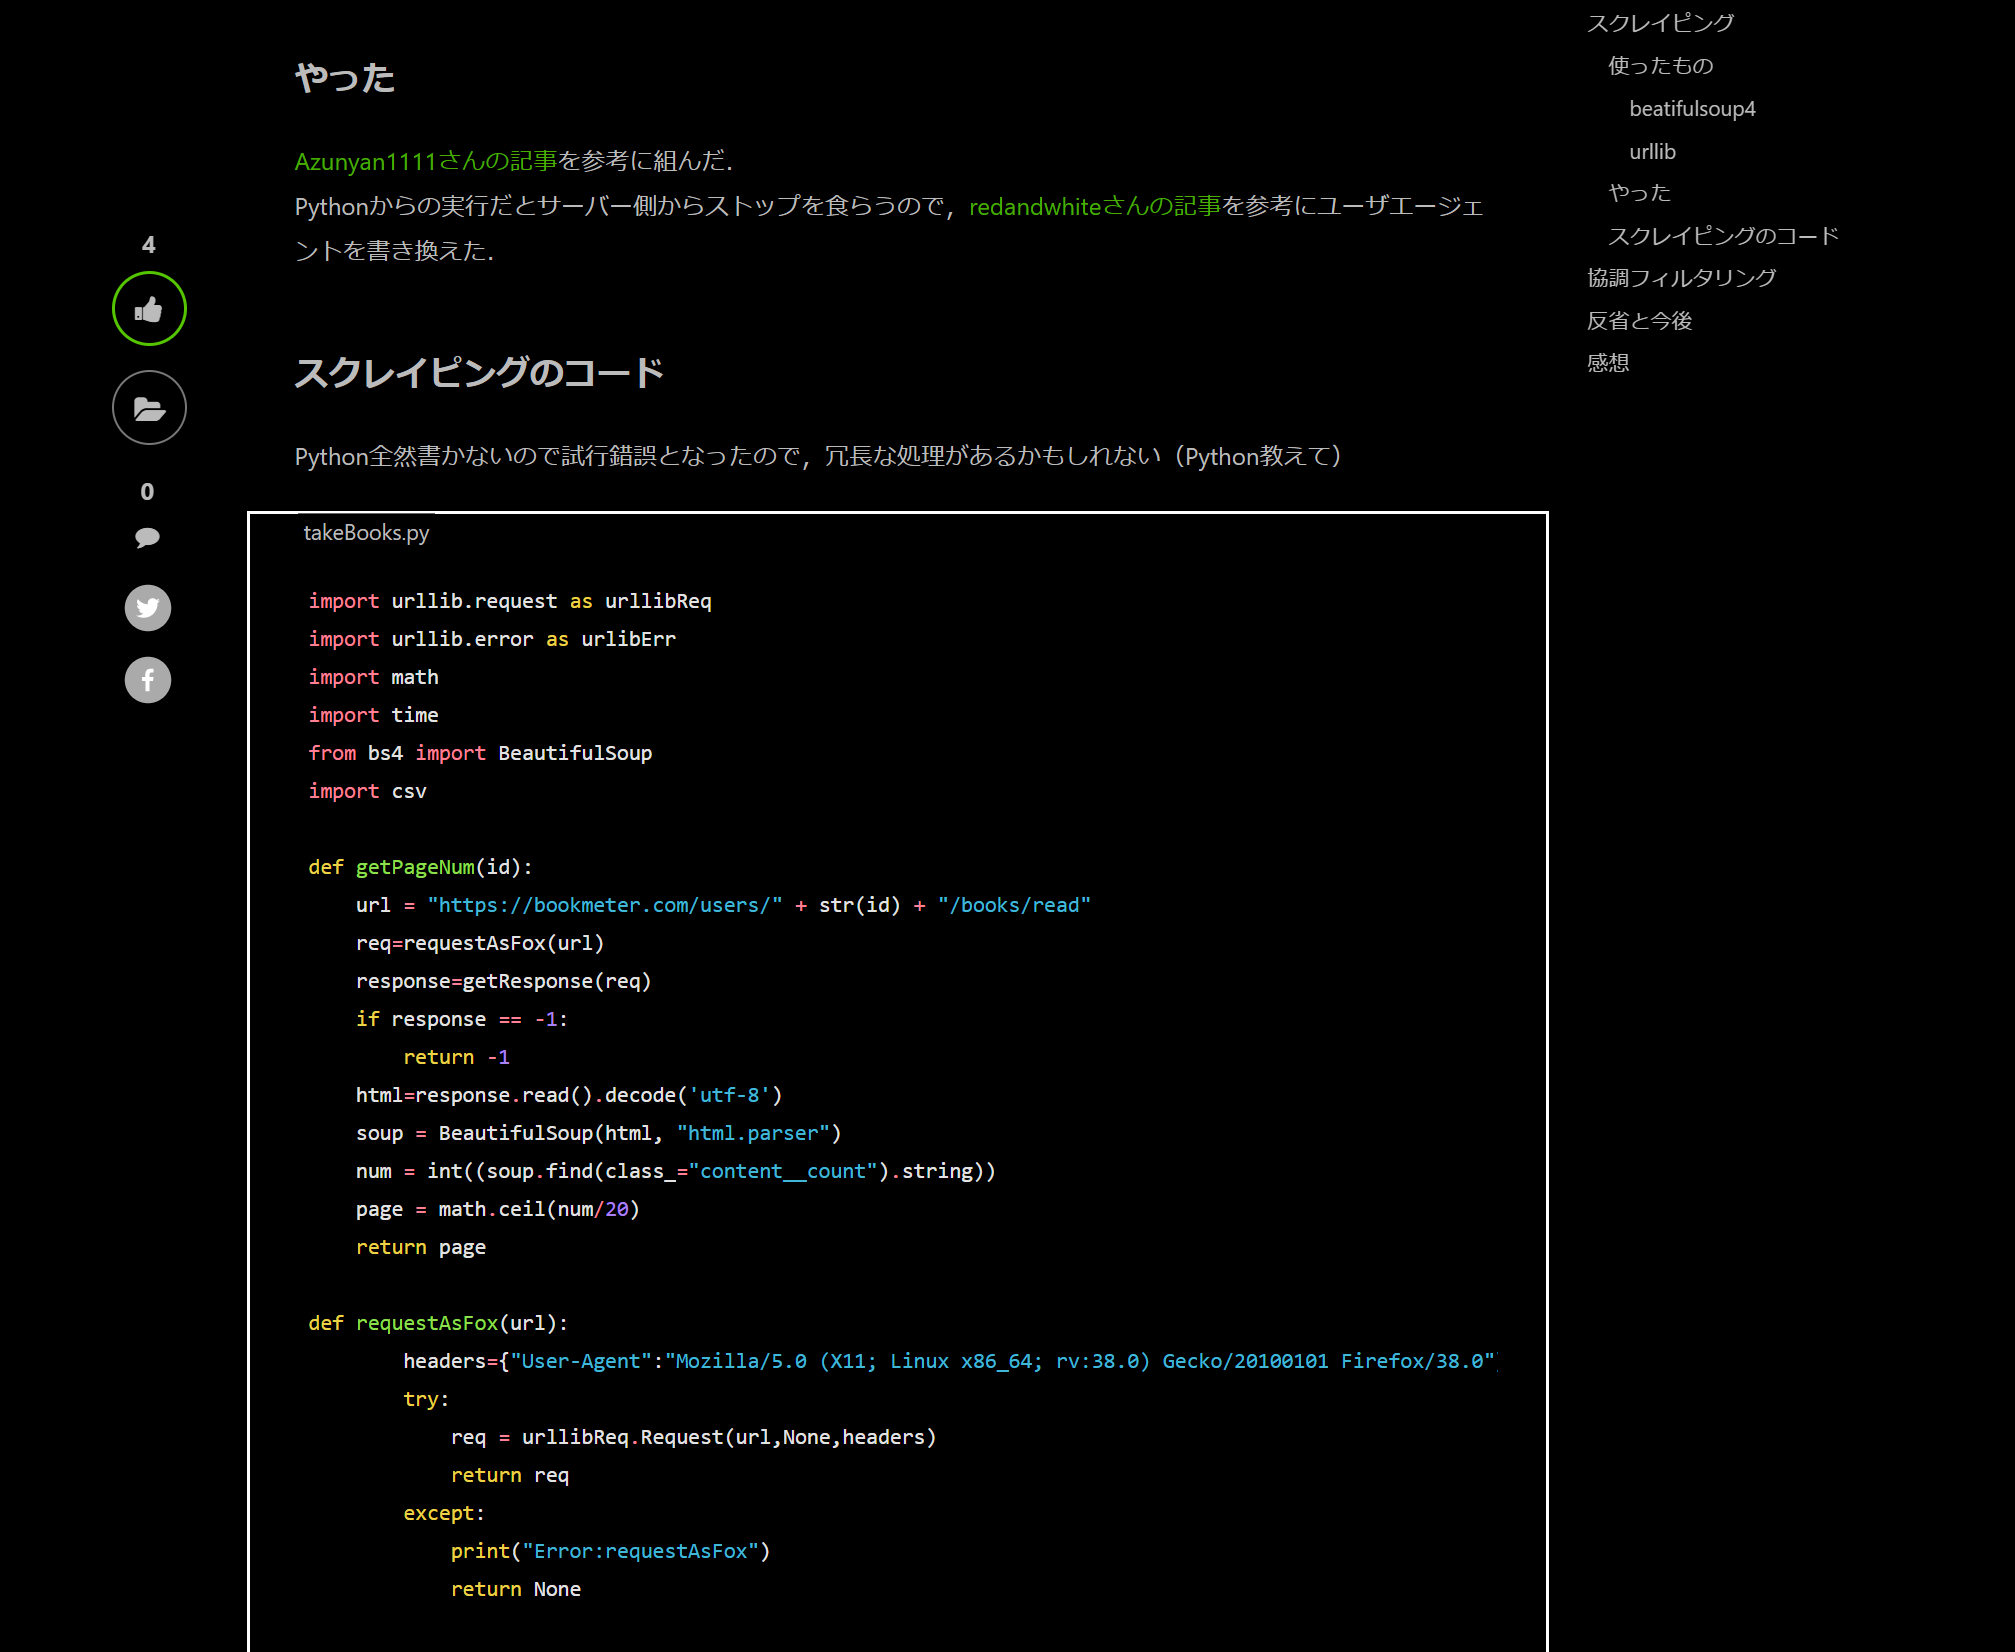 やった
Azunyan1111さんの記事を参考に組んだ．
Pythonからの実行だとサーバー側からストップを食らうので，redandwhiteさんの記事を参考にユーザエージェ
ントを書き換えた．
4
スクレイピングのコード
Python全然書かないので試行錯誤となったので，冗長な処理があるかもしれない（Python教えて）
0
takeBooks.py
import urllib.request as urllibReq
import urllib.error as urlibErr
import math
import time
from bs4 import BeautifulSoup
import csv
def getPageNum(id):
    url = "https://bookmeter.com/users/" + str(id) + "/books/read"
    req=requestAsFox(url)
    response=getResponse(req)
    if response == -1:
        return -1
    html=response.read().decode('utf-8')
    soup = BeautifulSoup(html, "html.parser")
    num = int((soup.find(class_="content__count").string))
    page = math.ceil(num/20)
    return page
def requestAsFox(url):
        headers={"User-Agent":"Mozilla/5.0 (X11; Linux x86_64; rv:38.0) Gecko/20100101 Firefox/38.0"
        try:
            req = urllibReq.Request(url,None,headers)
            return req
        except:
            print("Error:requestAsFox")
            return None
スクレイピング
使ったもの
beatifulsoup4
urllib
やった
スクレイピングのコード
協調フィルタリング
反省と今後
感想